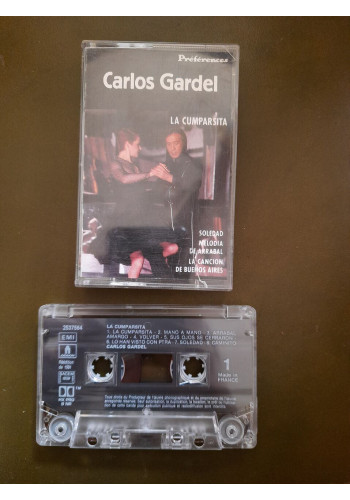 Préférences
Carlos Gardel
LA CUMPARSITA
SOLEDAD
MELODIA
DE ARRABAL
LA CANCION
DE BUENOS AIRES
2537564
LA CUMPARSITA
1. LA CUMPARSITA - 2. MANO A MANO - 3. ARRABAL
AMARGO - 4. VOLVER - 5. SUS OJOS SE CERRARON
6. LO HAN VISTO CON OTRA - 7. SOLEDAD - 8. CAMINITO
CARLOS GARDEL
EMI
1
Made in
FRANCE
SACEM